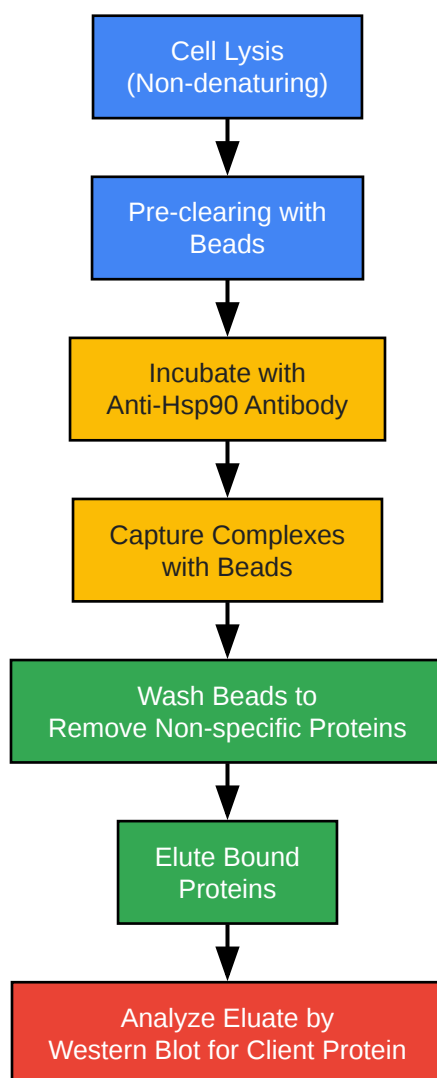 Cell Lysis
(Non-denaturing)
Pre-clearing with
Beads
Incubate with
Anti-Hsp90 Antibody
Capture Complexes
with Beads
Wash Beads to
Remove Non-specific Proteins
Elute Bound
Proteins
Analyze Eluate by
Western Blot for Client Protein